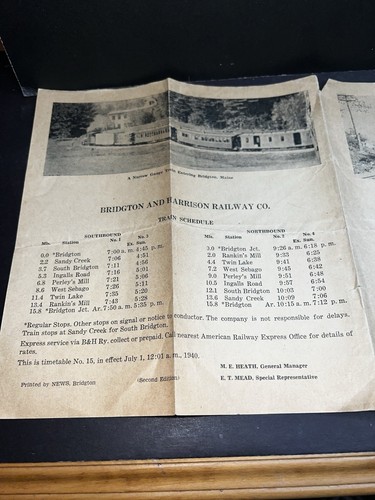 A Narrow Gauge Train Entering Bridgton, Maine
BRIDGTON AND HARRISON RAILWAY CO.
TRAIN SCHEDULE
SOUTHBOUND
Mls. Station No. 1 No. 3
Ex. Sun.
0.0 *Bridgton 7:00 a. m. 4:45 p. m.
2.2 Sandy Creek 7:06 4:51
3.7 South Bridgton 7:11 4:56
5.3 Ingalls Road 7:16 5:01
6.8 Perley's Mill 7:21 5:06
8.6 West Sebago 7:26 5:11
11.4 Twin Lake 7:35 5:20
13.4 Rankin's Mill 7:43 5:28
15.8 *Bridgton Jct. Ar. 7:50 a. m. 5:35 p. m.
NORTHBOUND
Mls. Station No. 2 No. 4
Ex. Sun.
0.0 *Bridgton Jct. 9:26 a. m. 6:18 p. m.
2.0 Rankin's Mill 9:33 6:25
4.4 Twin Lake 9:41 6:38
7.2 West Sebago 9:45 6:42
9.0 Perley's Mill 9:51 6:48
10.5 Ingalls Road 9:57 6:54
12.1 South Bridgton 10:03 7:00
13.6 Sandy Creek 10:09 7:06
15.8 *Bridgton Ar. 10:15 a. m. 7:12 p. m.
*Regular Stops. Other stops on signal or notice to conductor. The company is not responsible for delays.
Train stops at Sandy Creek for South Bridgton.
Express service via B&H Ry. collect or prepaid. Call nearest American Railway Express Office for details of
rates.
This is timetable No. 15, in effect July 1, 12:01 a. m., 1940.
M. E. HEATH, General Manager
Printed by NEWS, Bridgton (Second Edition) E. T. MEAD, Special Representative